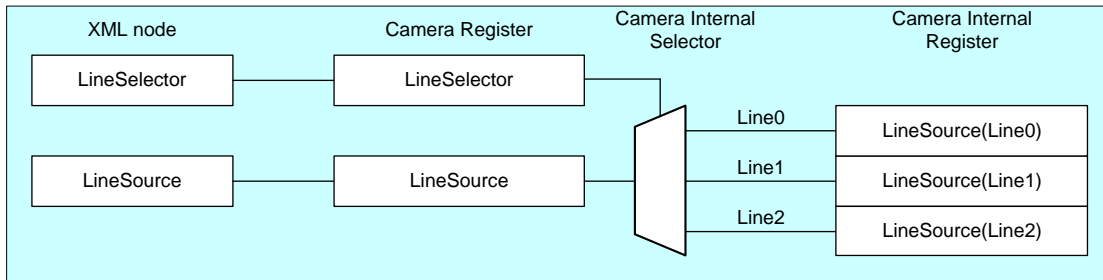 XML node
Camera Register
Camera Internal
Selector
Camera Internal
Register
LineSelector
LineSelector
Line0
LineSource(Line0)
LineSource
LineSource
Line1
LineSource(Line1)
Line2
LineSource(Line2)